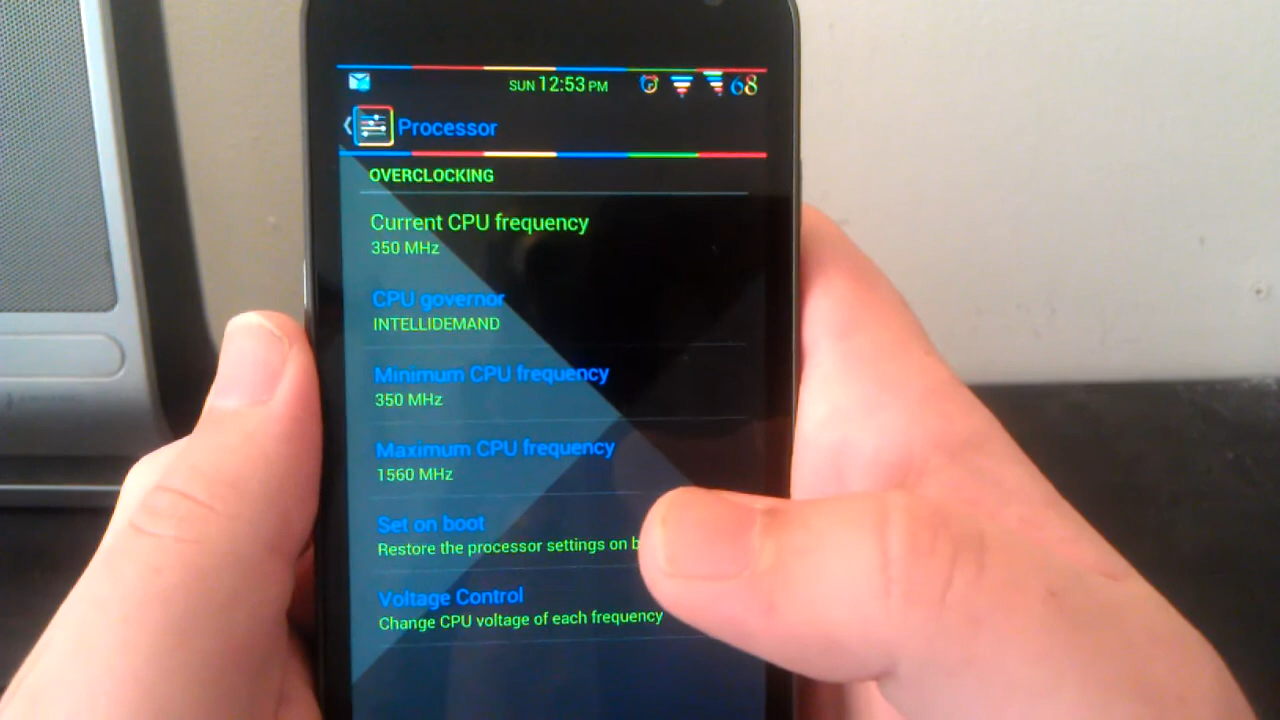 SUN 12:53 PM 68
Processor
OVERCLOCKING
Current CPU frequency
350 MHz
CPU governor
INTELLIDEMAND
Minimum CPU frequency
350 MHz
Maximum CPU frequency
1560 MHz
Set on boot
Restore the processor settings on b
Voltage Control
Change CPU voltage of each frequency